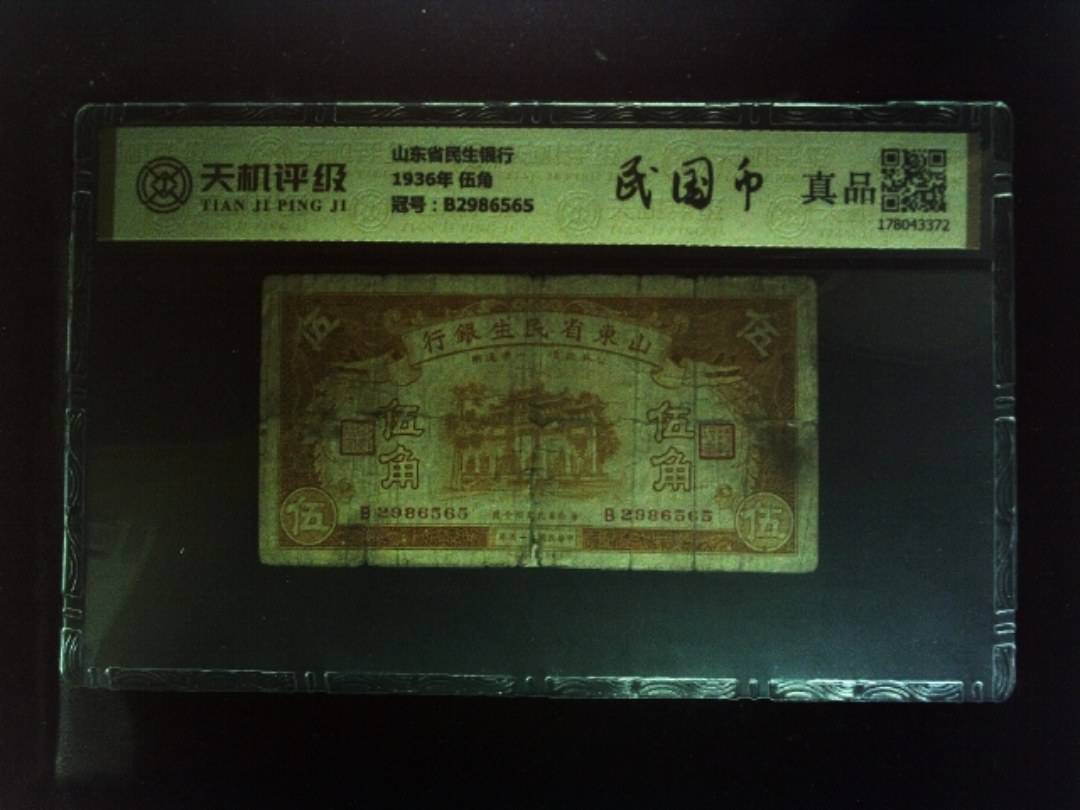 天机评级
TIAN JI PING JI
山东省民生银行
1936年 伍角
冠号：B2986565
民国币
真品
178043372
伍
伍
行銀生民省東山
伍角
伍角
B2986565
B2986565
伍
伍